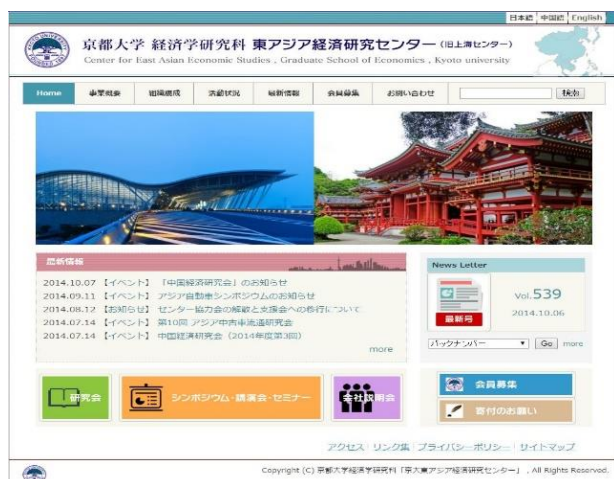 日本語 中国語 English
京都大学 経済学研究科 東アジア経済研究センター (旧上海センター)
Center for East Asian Economic Studies , Graduate School of Economics , Kyoto university
Home 事業概要 組織構成 活動状況 最新情報 会員募集 お問い合わせ 検索
最新情報
2014.10.07 【イベント】 「中国経済研究会」のお知らせ
2014.09.11 【イベント】 アジア自動車シンポジウムのお知らせ
2014.08.12 【お知らせ】 センター協力会の解散と支援会への移行について
2014.07.14 【イベント】 第10回 アジア中古車流通研究会
2014.07.14 【イベント】 中国経済研究会（2014年度第3回）
more
News Letter
Vol.539
2014.10.06
最新号
バックナンバー Go more
研究会
シンポジウム・講演会・セミナー
会社説明会
会員募集
寄付のお願い
アクセス リンク集 プライバシーポリシー サイトマップ
Copyright (C) 京都大学経済学研究科「京大東アジア経済研究センター」 , All Rights Reserved.